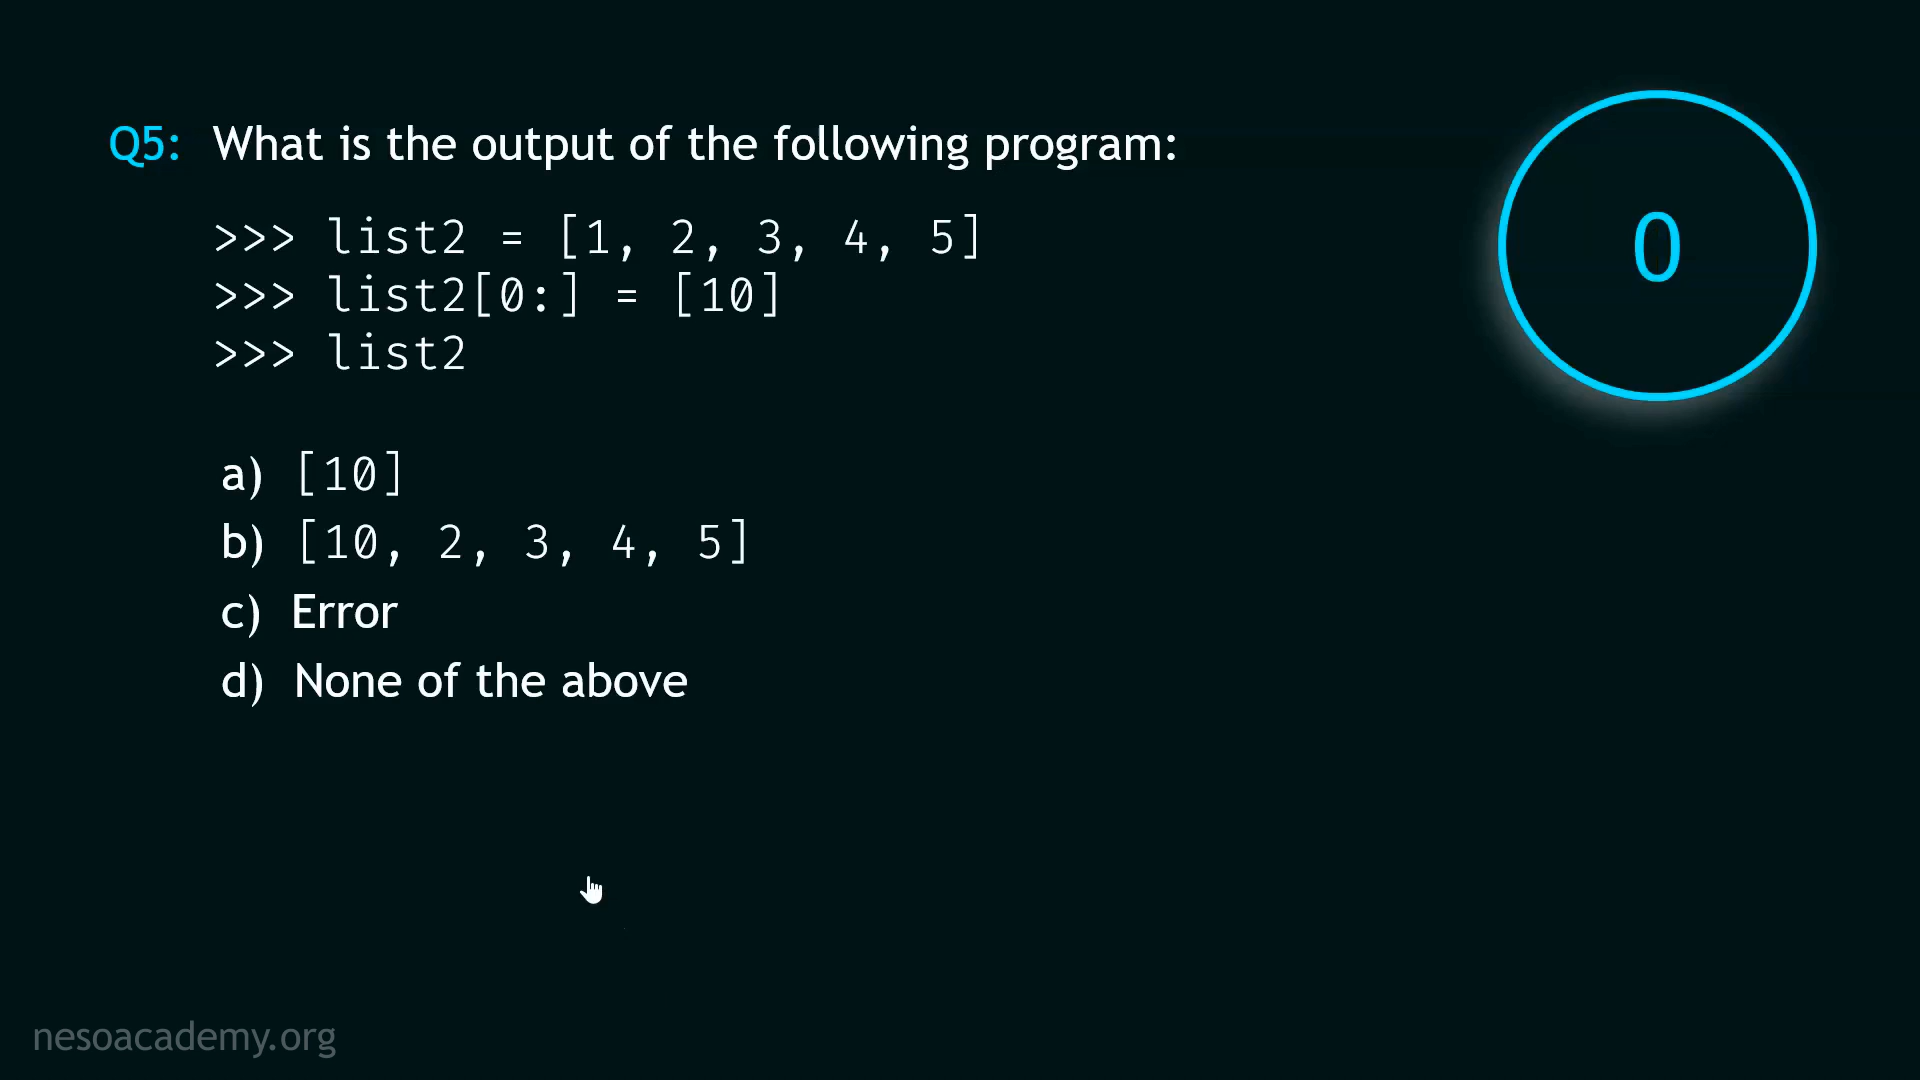 Q5: What is the output of the following program:
0
>>> list2 = [1, 2, 3, 4, 5]
>>> list2[0:] = [10]
>>> list2
a) [10]
b) [10, 2, 3, 4, 5]
c) Error
d) None of the above
nesoacademy.org